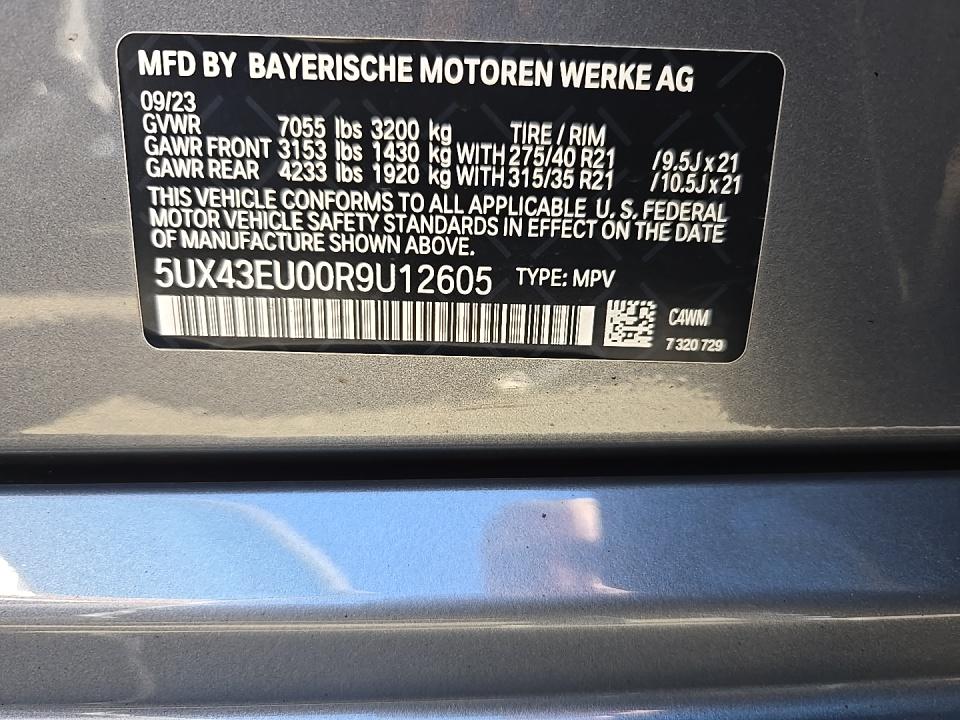 MFD BY BAYERISCHE MOTOREN WERKE AG
09/23
GVWR 7055 lbs 3200 kg TIRE / RIM
GAWR FRONT 3153 lbs 1430 kg WITH 275/40 R21 /9.5J x 21
GAWR REAR 4233 lbs 1920 kg WITH 315/35 R21 /10.5J x 21
THIS VEHICLE CONFORMS TO ALL APPLICABLE U. S. FEDERAL
MOTOR VEHICLE SAFETY STANDARDS IN EFFECT ON THE DATE
OF MANUFACTURE SHOWN ABOVE.
5UX43EU00R9U12605 TYPE: MPV
C4WM
7 320 729